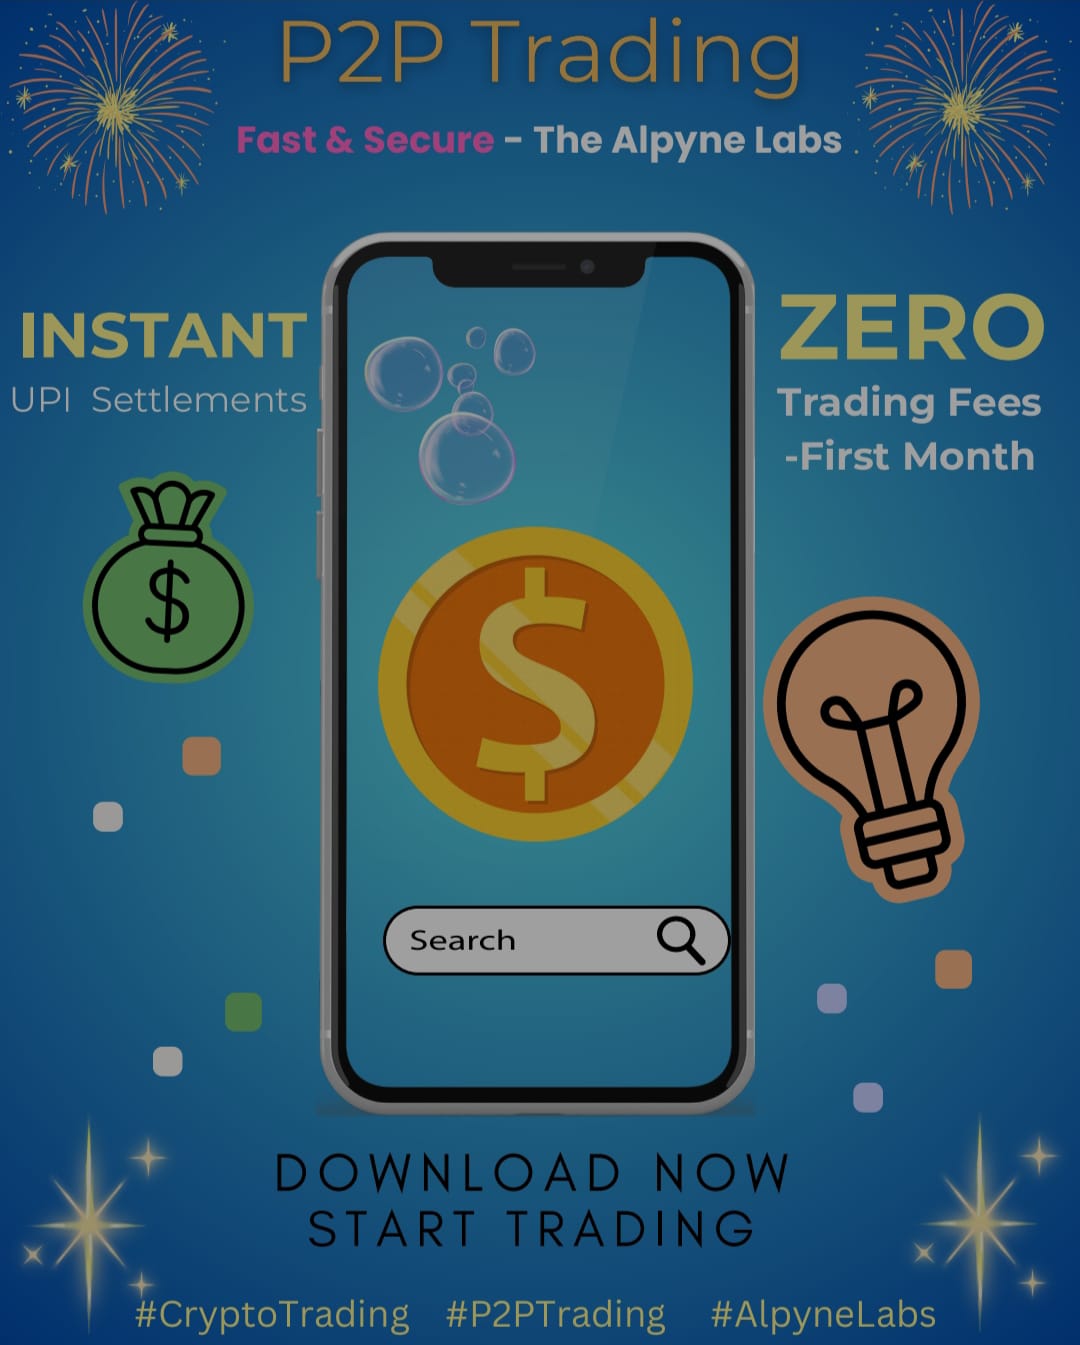 P2P Trading
Fast & Secure - The Alpyne Labs
INSTANT
UPI Settlements
ZERO
Trading Fees
-First Month
$
$
Search
DOWNLOAD NOW
START TRADING
#CryptoTrading #P2PTrading #AlpyneLabs